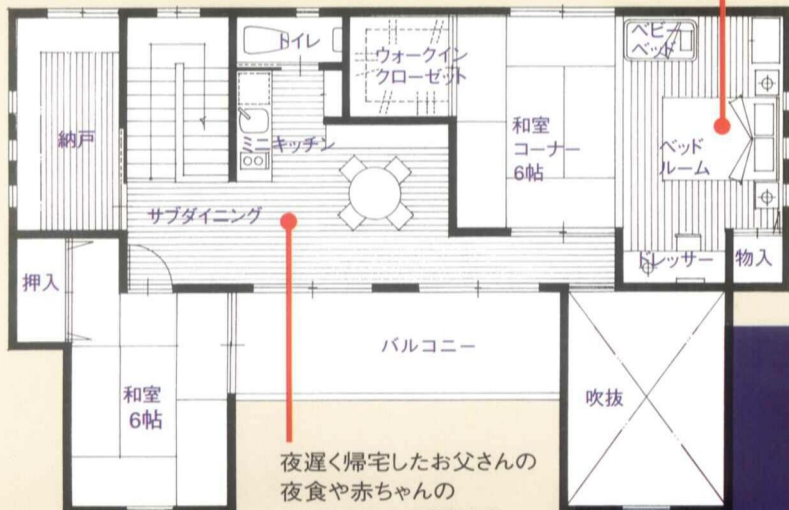 トイレ
ベビー
ベッド
ウォークイン
クローゼット
納戸
ミニキッチン
和室
コーナー
6帖
ベッド
ルーム
サブダイニング
押入
ドレッサー
物入
バルコニー
和室
6帖
吹抜
夜遅く帰宅したお父さんの
夜食や赤ちゃんの